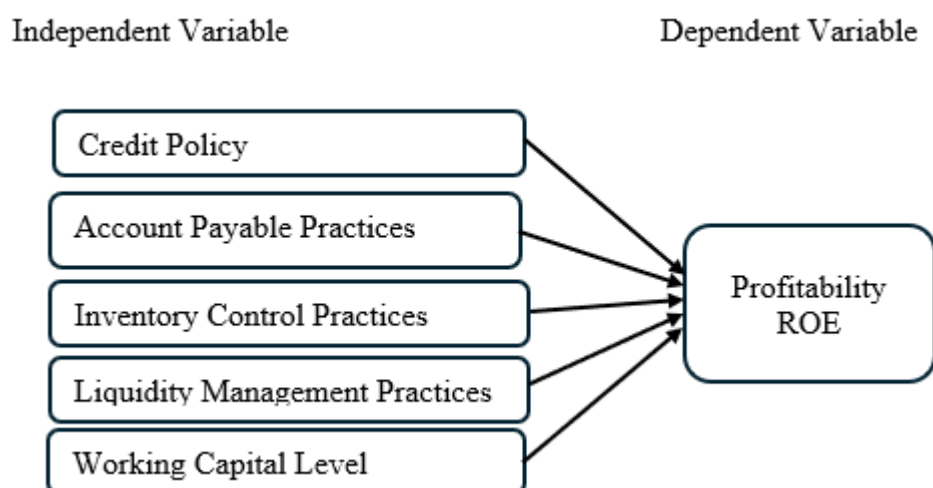 Independent Variable
Dependent Variable
Credit Policy
Account Payable Practices
Inventory Control Practices
Liquidity Management Practices
Working Capital Level
Profitability
ROE